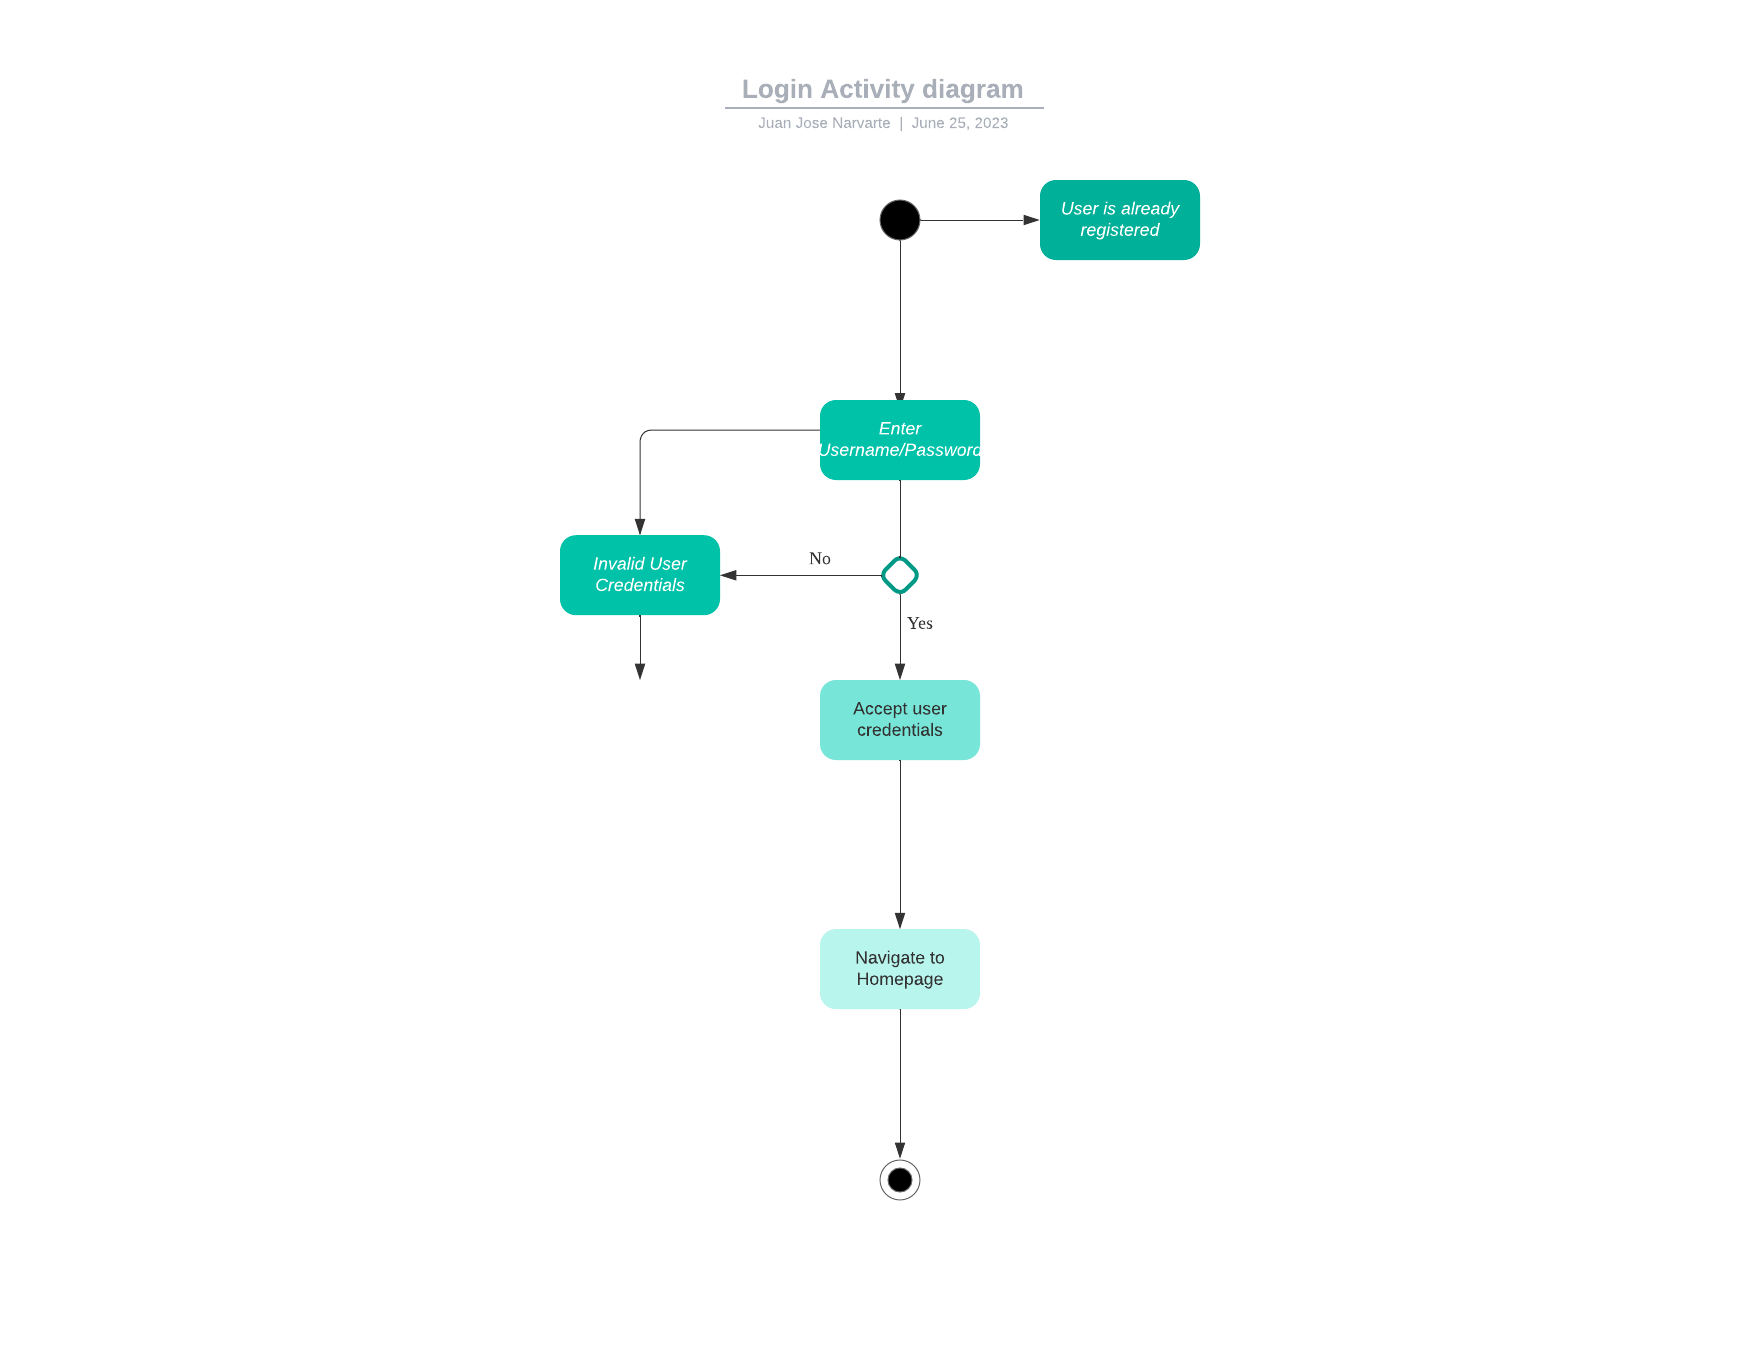 Login Activity diagram
Juan Jose Narvarte | June 25, 2023
User is already
registered
Enter
Username/Password
Invalid User
Credentials
No
Yes
Accept user
credentials
Navigate to
Homepage